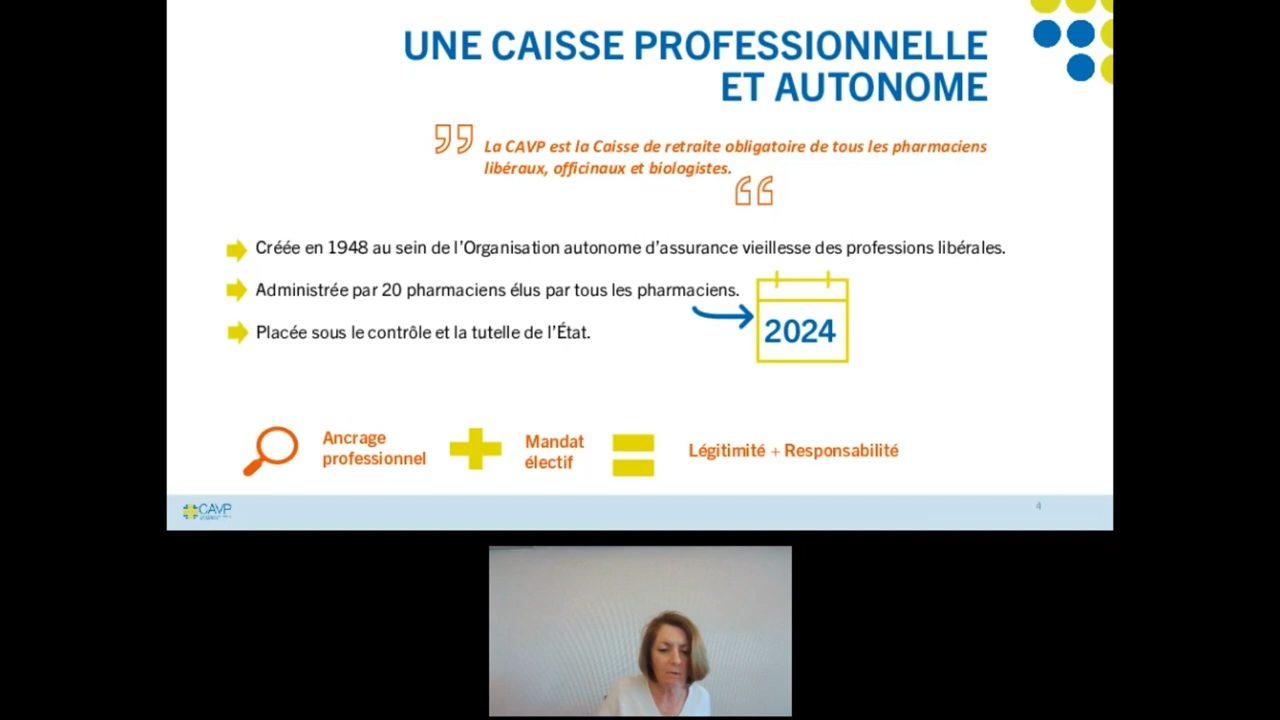 UNE CAISSE PROFESSIONNELLE
ET AUTONOME
La CAVP est la Caisse de retraite obligatoire de tous les pharmaciens
libéraux, officinaux et biologistes.
Créée en 1948 au sein de l'Organisation autonome d'assurance vieillesse des professions libérales.
Administrée par 20 pharmaciens élus par tous les pharmaciens.
2024
Placée sous le contrôle et la tutelle de l'État.
Ancrage
professionnel
Mandat
électif
Légitimité + Responsabilité
CAVP
4